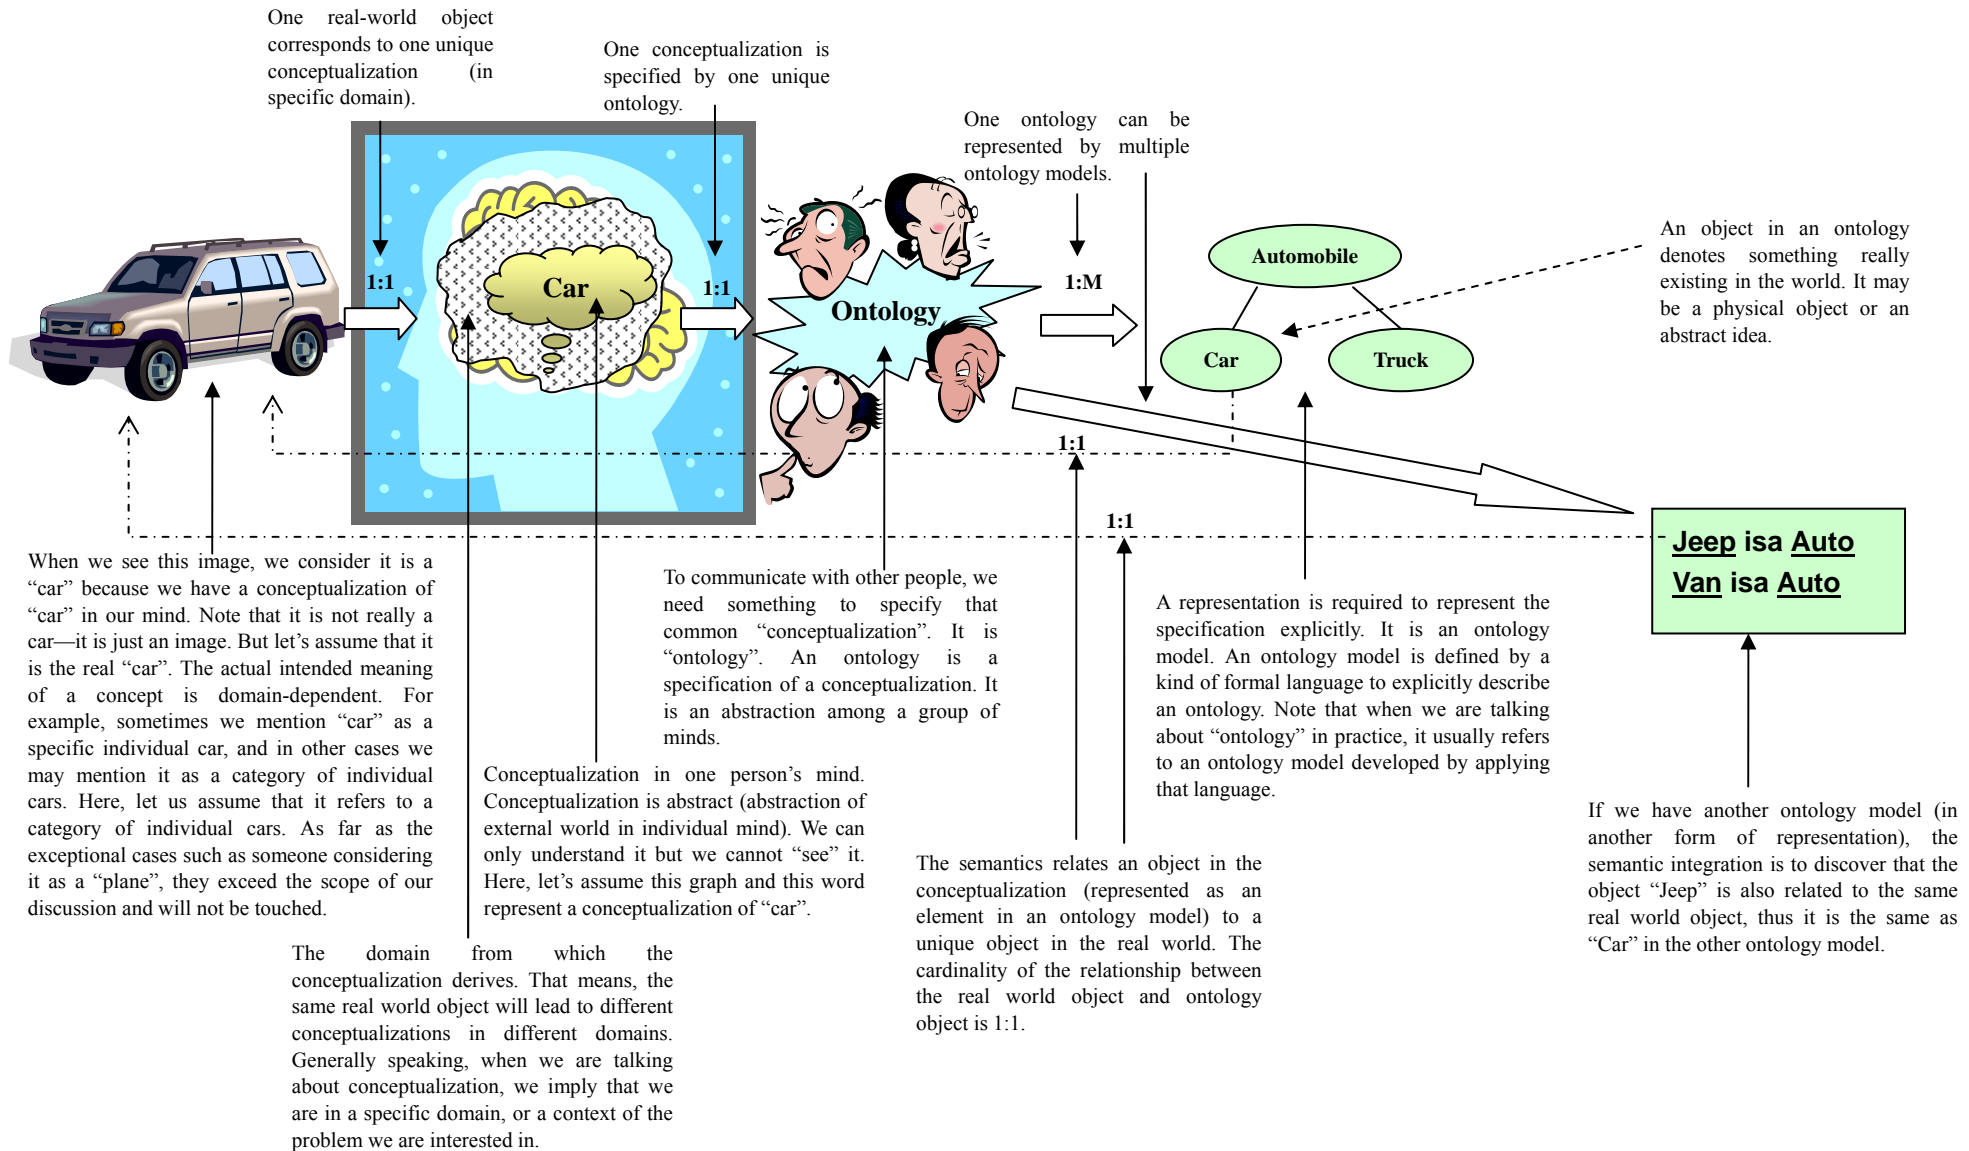 One real-world object
corresponds to one unique
conceptualization (in
specific domain).
One conceptualization is
specified by one unique
ontology.
One ontology can be
represented by multiple
ontology models.
An object in an ontology
denotes something really
existing in the world. It may
be a physical object or an
abstract idea.
1:1
Car
1:1
Ontology
1:M
Automobile
Car
Truck
1:1
1:1
Jeep isa Auto
Van isa Auto
When we see this image, we consider it is a
“car” because we have a conceptualization of
“car” in our mind. Note that it is not really a
car—it is just an image. But let’s assume that it
is the real “car”. The actual intended meaning
of a concept is domain-dependent. For
example, sometimes we mention “car” as a
specific individual car, and in other cases we
may mention it as a category of individual
cars. Here, let us assume that it refers to a
category of individual cars. As far as the
exceptional cases such as someone considering
it as a “plane”, they exceed the scope of our
discussion and will not be touched.
To communicate with other people, we
need something to specify that
common “conceptualization”. It is
“ontology”. An ontology is a
specification of a conceptualization. It
is an abstraction among a group of
minds.
A representation is required to represent the
specification explicitly. It is an ontology
model. An ontology model is defined by a
kind of formal language to explicitly describe
an ontology. Note that when we are talking
about “ontology” in practice, it usually refers
to an ontology model developed by applying
that language.
Conceptualization in one person’s mind.
Conceptualization is abstract (abstraction of
external world in individual mind). We can
only understand it but we cannot “see” it.
Here, let’s assume this graph and this word
represent a conceptualization of “car”.
If we have another ontology model (in
another form of representation), the
semantic integration is to discover that the
object “Jeep” is also related to the same
real world object, thus it is the same as
“Car” in the other ontology model.
The semantics relates an object in the
conceptualization (represented as an
element in an ontology model) to a
unique object in the real world. The
cardinality of the relationship between
the real world object and ontology
object is 1:1.
The domain from which the
conceptualization derives. That means, the
same real world object will lead to different
conceptualizations in different domains.
Generally speaking, when we are talking
about conceptualization, we imply that we
are in a specific domain, or a context of the
problem we are interested in.